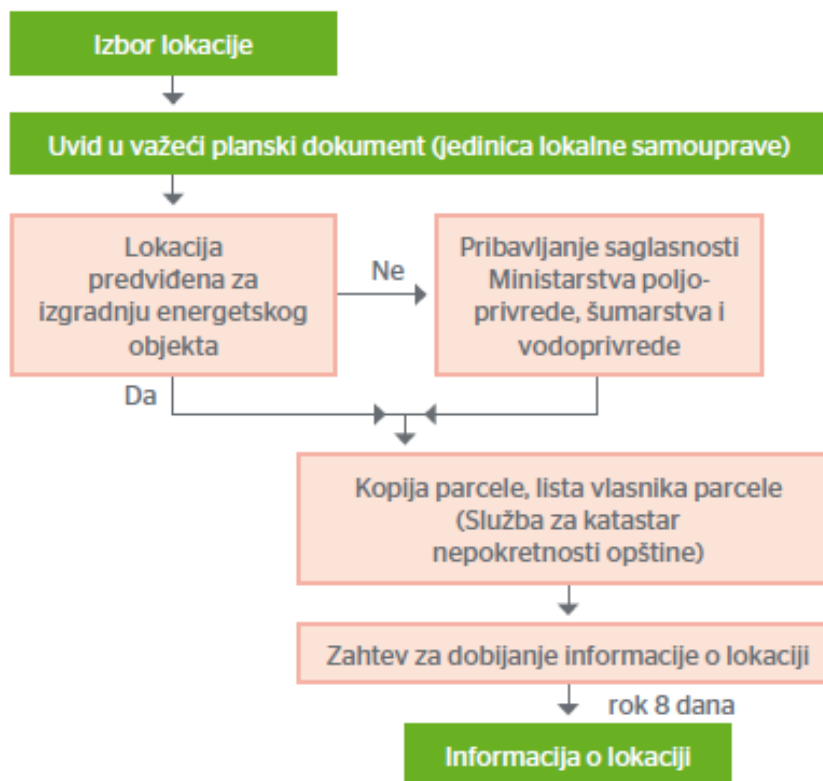 Izbor lokacije
Uvid u važeći planski dokument (jedinica lokalne samouprave)
Lokacija
predviđena za
izgradnju energetskog
objekta
Ne
Pribavljanje saglasnosti
Ministarstva poljo-
privrede, šumarstva i
vodoprivrede
Da
Kopija parcele, lista vlasnika parcele
(Služba za katastar
nepokretnosti opštine)
Zahtev za dobijanje informacije o lokaciji
rok 8 dana
Informacija o lokaciji